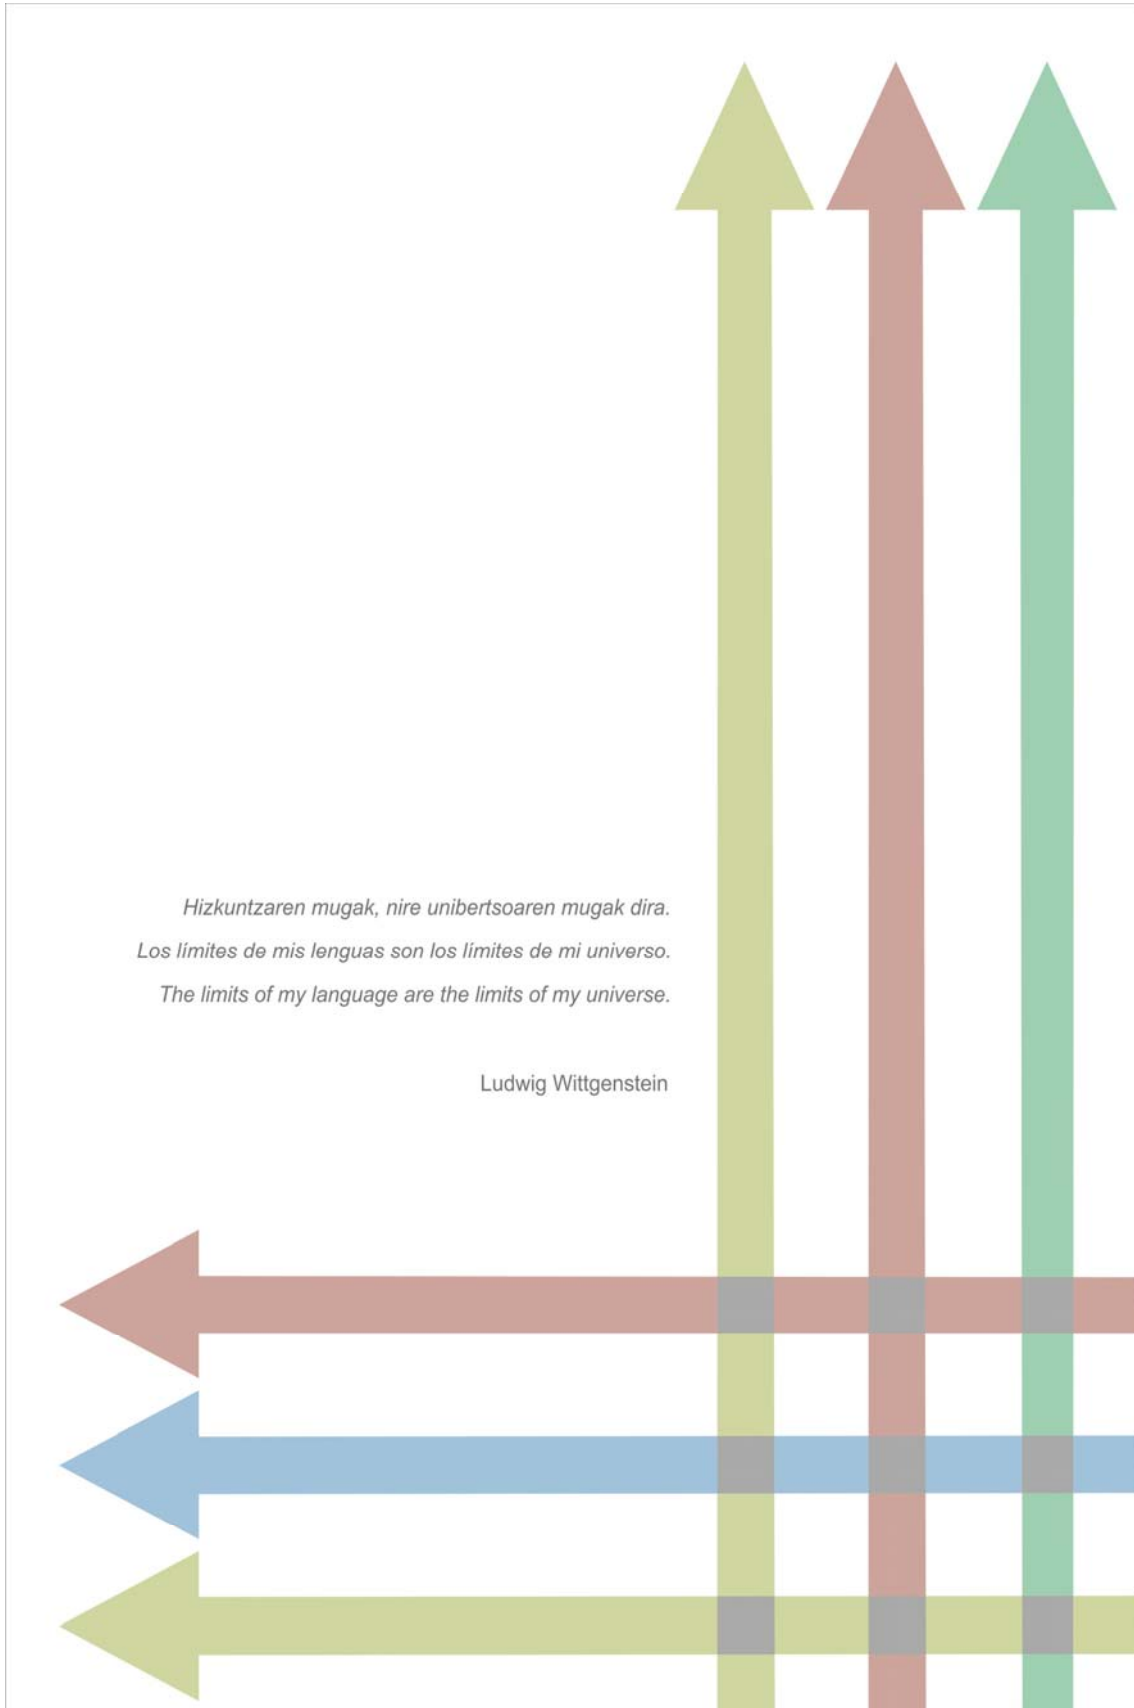 Hizkuntzaren mugak, nire unibertsoaren mugak dira.
Los límites de mis lenguas son los límites de mi universo.
The limits of my language are the limits of my universe.
Ludwig Wittgenstein